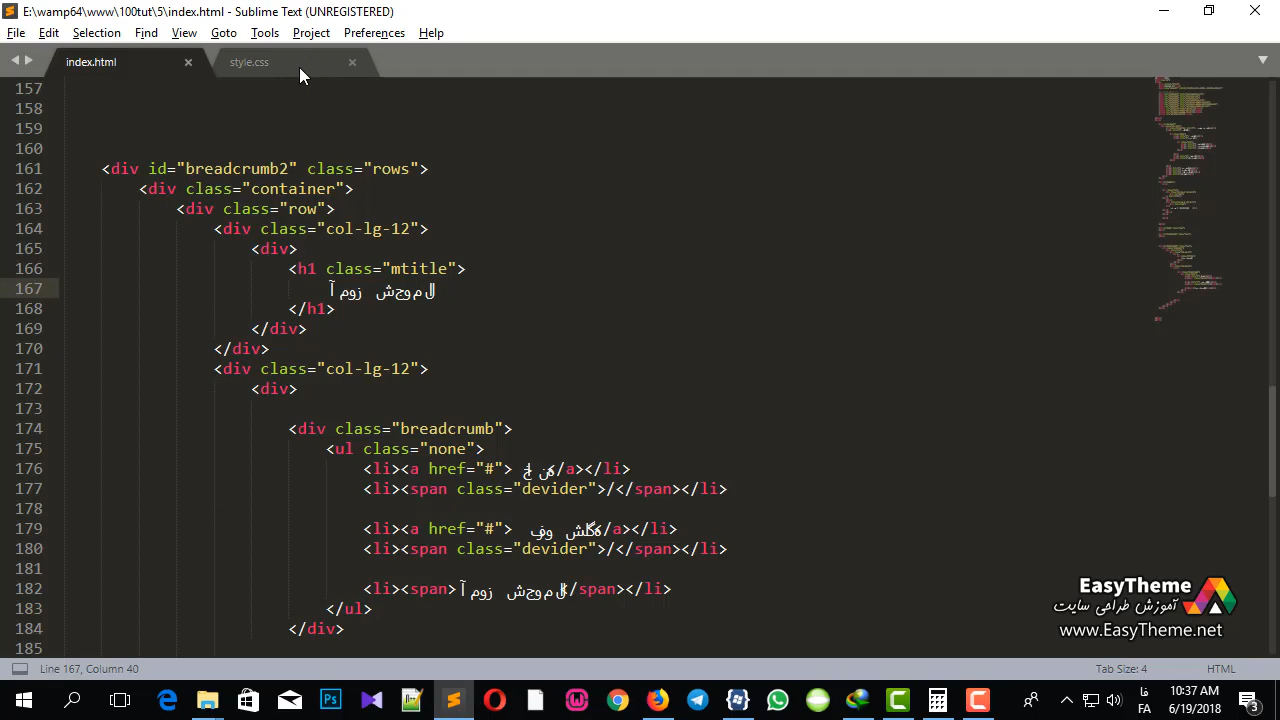 E:\wamp64\www\100tut\5\index.html - Sublime Text (UNREGISTERED)
File Edit Selection Find View Goto Tools Project Preferences Help
index.html style.css
157
158
159
160
161 <div id="breadcrumb2" class="rows">
162 <div class="container">
163 <div class="row">
164 <div class="col-lg-12">
165 <div>
166 <h1 class="mtitle">
167
168 </h1>
169 </div>
170 </div>
171 <div class="col-lg-12">
172 <div>
173
174 <div class="breadcrumb">
175 <ul class="none">
176 <li><a href="#"> /a></li>
177 <li><span class="devider">/</span></li>
178
179 <li><a href="#"> /a></li>
180 <li><span class="devider">/</span></li>
181
182 <li><span> /span></li>
183 </ul>
184 </div>
185
EasyTheme
آموزش طراحی سایت
www.EasyTheme.net
Line 167, Column 40 Tab Size: 4 HTML
فا 10:37 AM
FA 6/19/2018 3